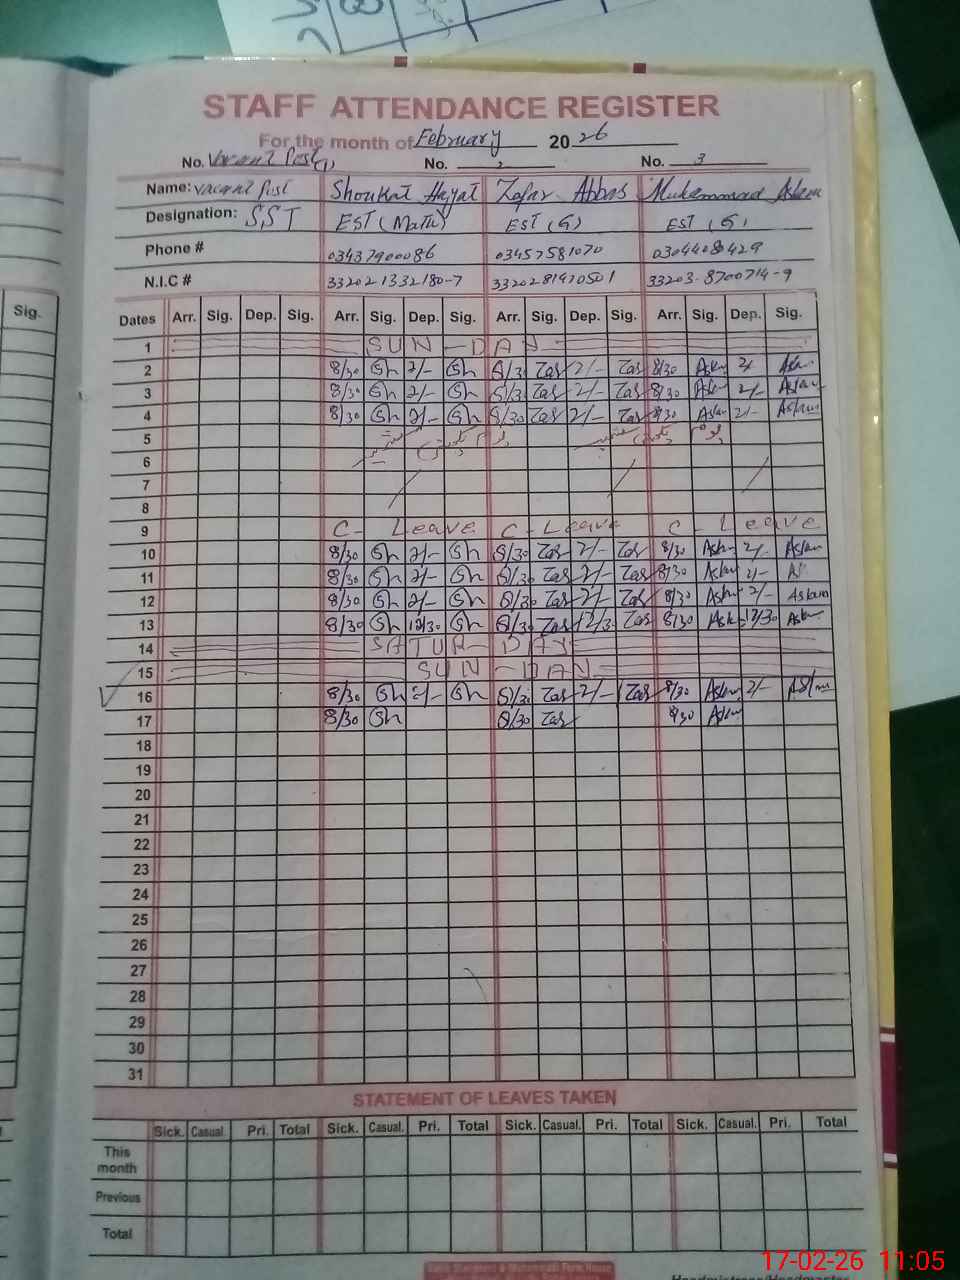 STAFF ATTENDANCE REGISTER
For the month of February 2026
No. Vacant Post (1) No. 2 No. 3
Name: Vacant Post Shoukat Hayat Zafar Abbas Muhammad Aslam
Designation: SST EST (Math) EST (G) EST (G)
Phone # 03437900086 03457581070 03044080429
N.I.C # 332021332180-7 3320281910501 33203-8700714-9
Sig.
Dates Arr. Sig. Dep. Sig. Arr. Sig. Dep. Sig. Arr. Sig. Dep. Sig. Arr. Sig. Dep. Sig.
1 SUN - DAY
2 8/30 Sh 2/- Sh 8/30 Zas 2/- Zas 8/30 Aslam 2/- Aslam
3 8/30 Sh 2/- Sh 8/30 Zas 2/- Zas 8/30 Aslam 2/- Aslam
4 8/30 Sh 2/- Sh 8/30 Zas 2/- Zas 8/30 Aslam 2/- Aslam
5
6
7
8
9 C - Leave C - Leave C - Leave
10 8/30 Sh 2/- Sh 8/30 Zas 2/- Zas 8/30 Aslam 2/- Aslam
11 8/30 Sh 2/- Sh 8/30 Zas 2/- Zas 8/30 Aslam 2/- As
12 8/30 Sh 2/- Sh 8/30 Zas 2/- Zas 8/30 Aslam 2/- Aslam
13 8/30 Sh 12/30 Sh 8/30 Zas 12/30 Zas 8/30 Aslam 12/30 Aslam
14 SATUR - DAY
15 SUN - DAY
16 8/30 Sh 2/- Sh 8/30 Zas 2/- Zas 8/30 Aslam 2/- Aslam
17 8/30 Sh 8/30 Zas 8/30 Aslam
18
19
20
21
22
23
24
25
26
27
28
29
30
31
STATEMENT OF LEAVES TAKEN
Sick. Casual. Pri. Total Sick. Casual. Pri. Total Sick. Casual. Pri. Total Sick. Casual. Pri. Total
This
month
Previous
Total
17-02-26 11:05